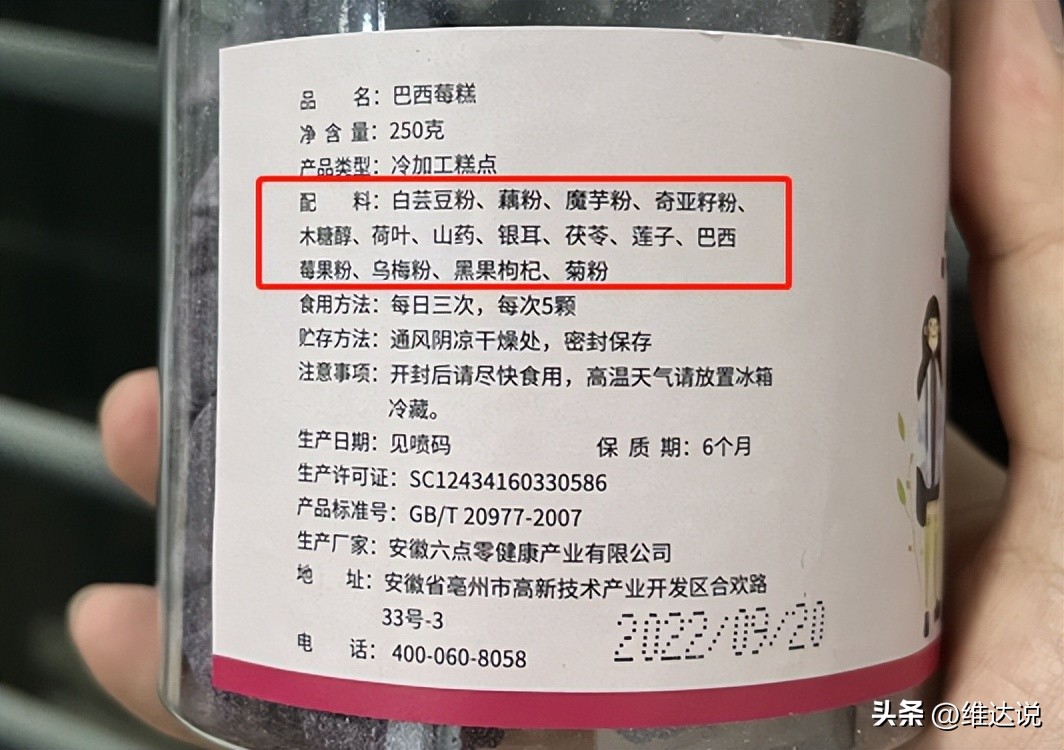 品 名：巴西莓糕
净含量：250克
产品类型：冷加工糕点
配 料：白芸豆粉、藕粉、魔芋粉、奇亚籽粉、
木糖醇、荷叶、山药、银耳、茯苓、莲子、巴西
莓果粉、乌梅粉、黑果枸杞、菊粉
食用方法：每日三次，每次5颗
贮存方法：通风阴凉干燥处，密封保存
注意事项：开封后请尽快食用，高温天气请放置冰箱
冷藏。
生产日期：见喷码 保质期：6个月
生产许可证：SC12434160330586
产品标准号：GB/T 20977-2007
生产厂家：安徽六点零健康产业有限公司
地 址：安徽省亳州市高新技术产业开发区合欢路
33号-3
电 话：400-060-8058
2022/09/20
头条 @维达说